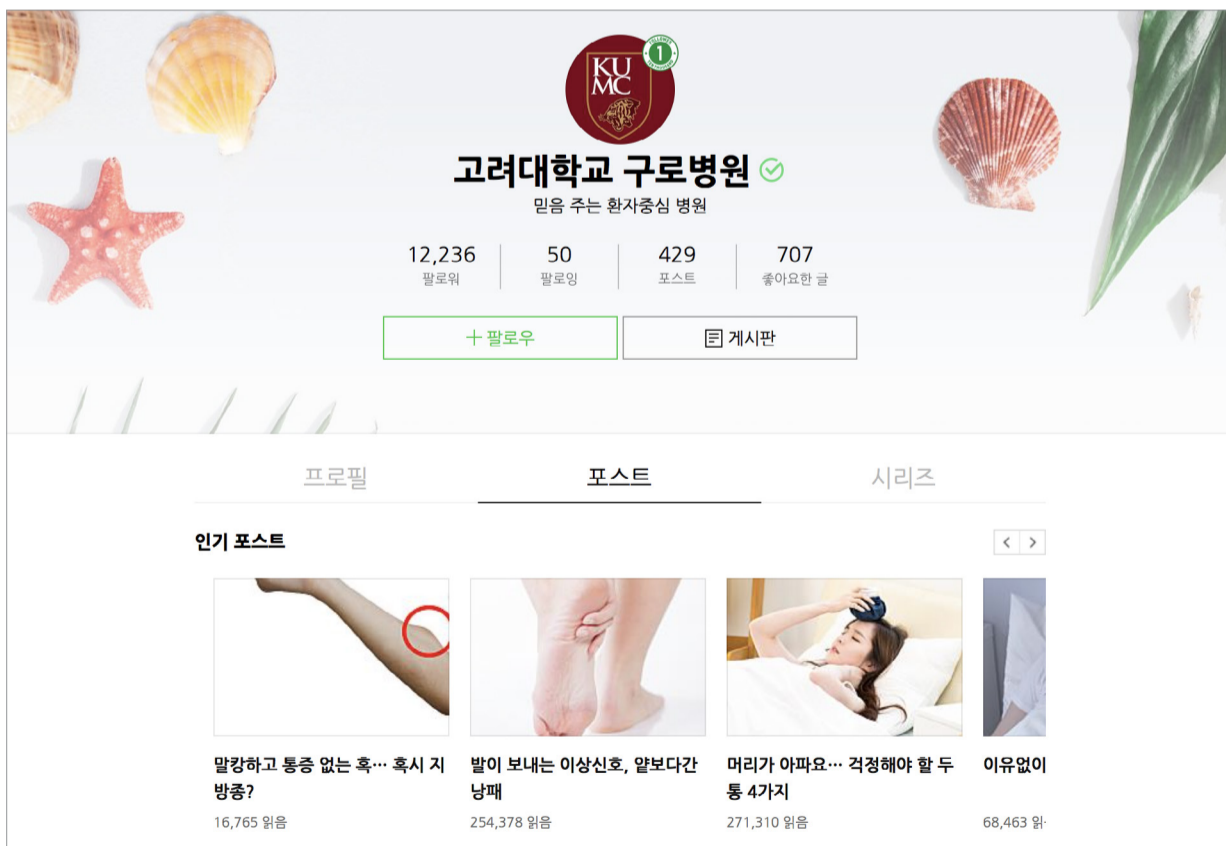 KU
MC
1
고려대학교 구로병원
믿음 주는 환자중심 병원
12,236
팔로워
50
팔로잉
429
포스트
707
좋아요한 글
팔로우
게시판
프로필
포스트
시리즈
인기 포스트
말캉하고 통증 없는 혹… 혹시 지
방종?
16,765 읽음
발이 보내는 이상신호, 얕보다간
낭패
254,378 읽음
머리가 아파요… 걱정해야 할 두
통 4가지
271,310 읽음
이유없이
68,463 읽